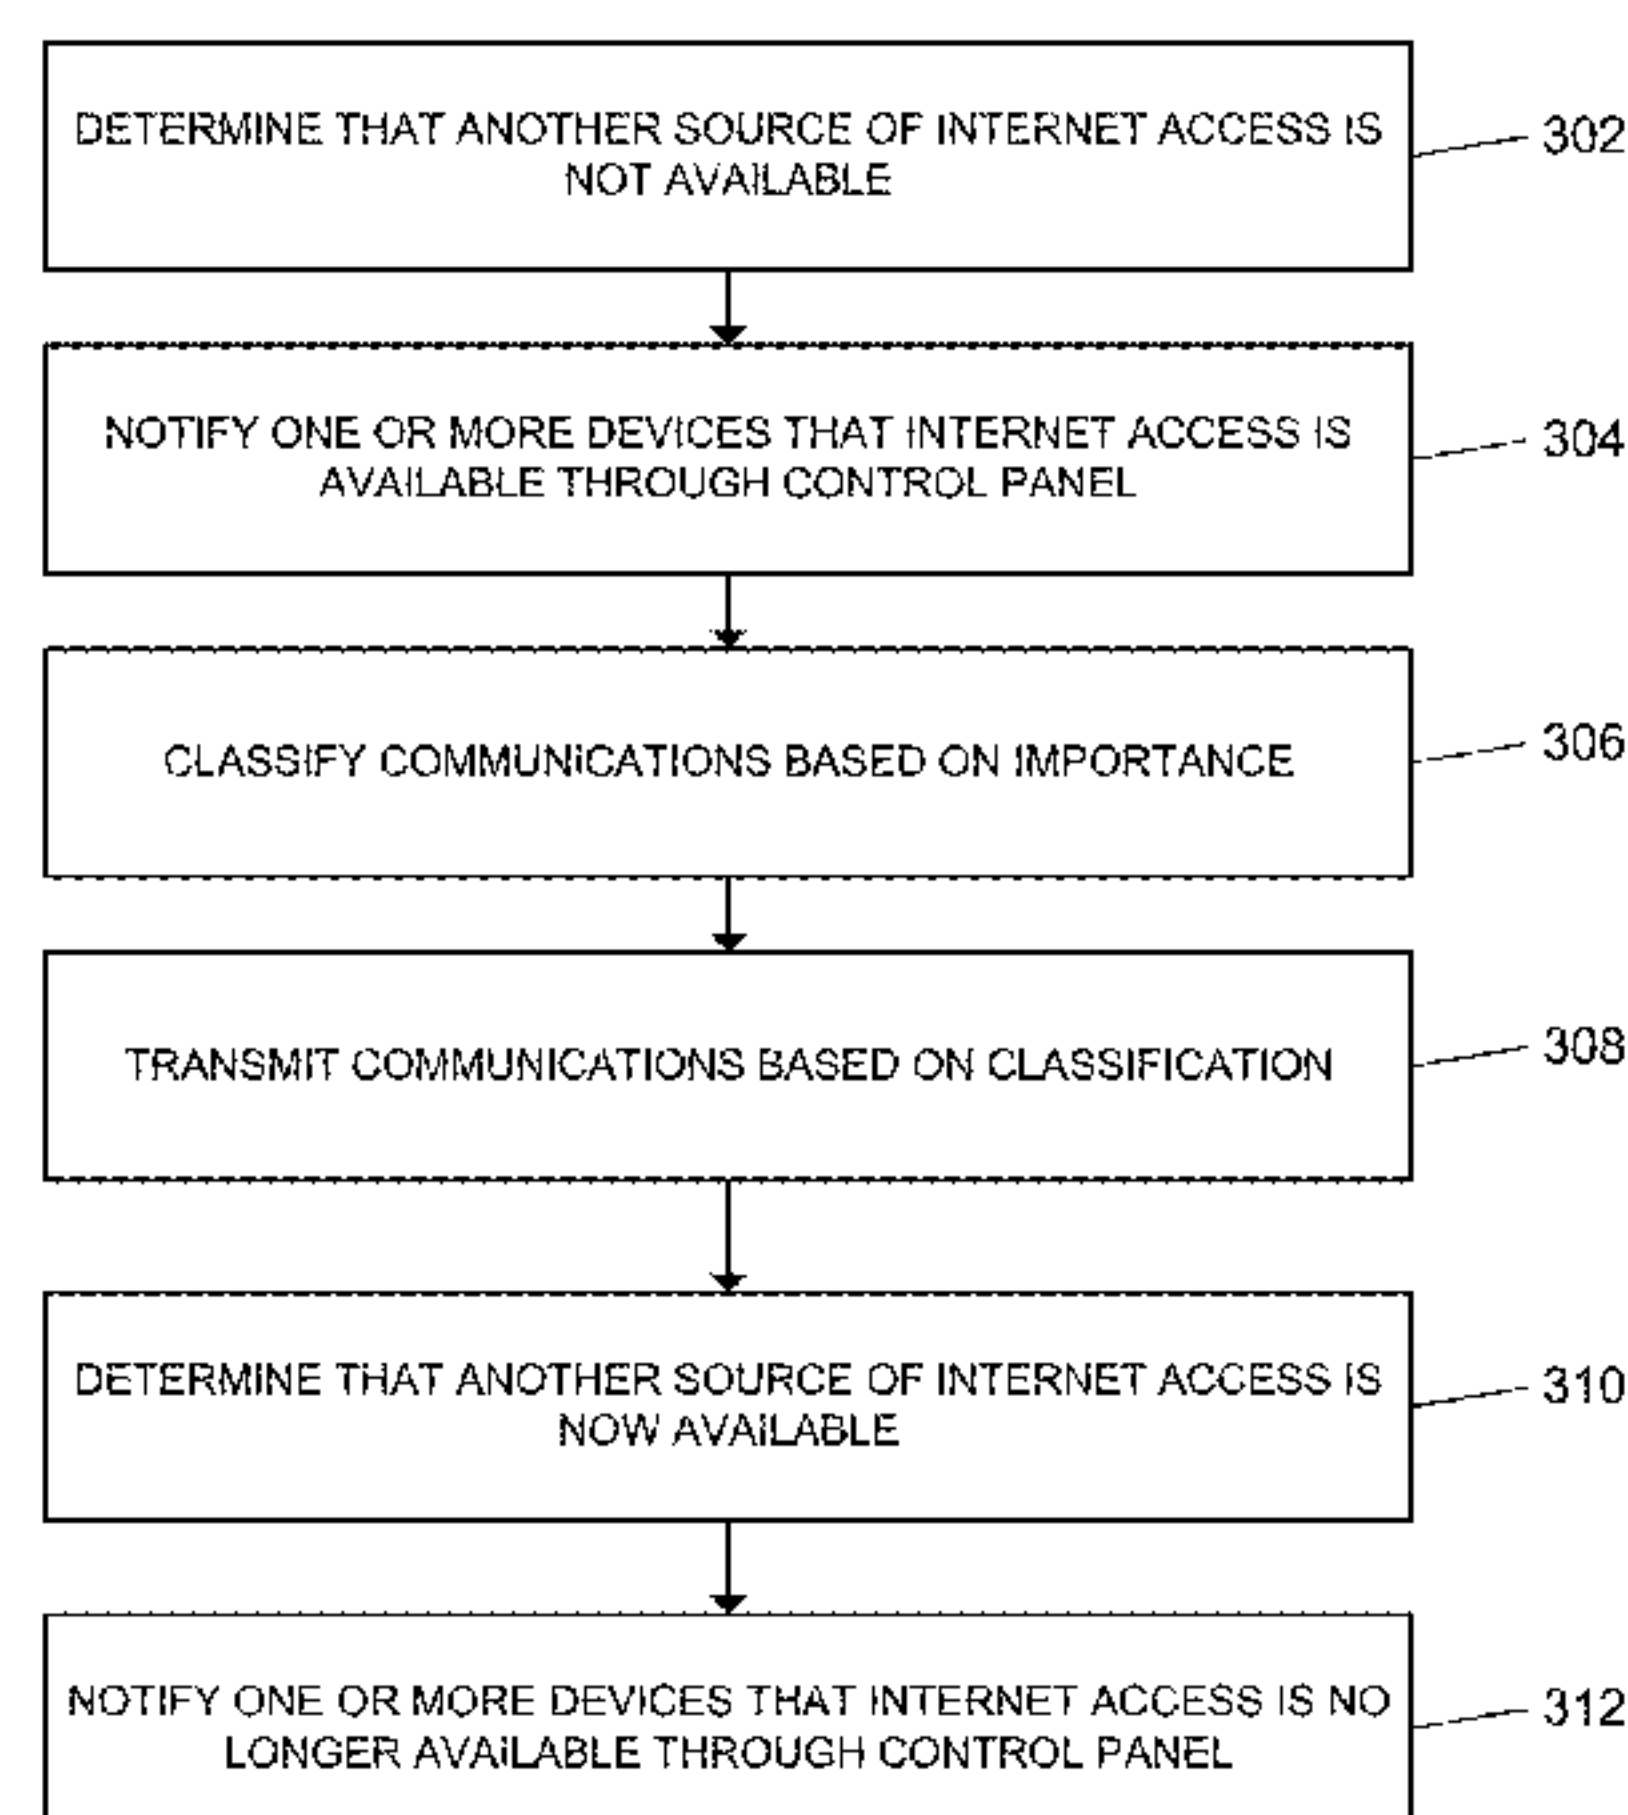 DETERMINE THAT ANOTHER SOURCE OF INTERNET ACCESS IS
NOT AVAILABLE
302
NOTIFY ONE OR MORE DEVICES THAT INTERNET ACCESS IS
AVAILABLE THROUGH CONTROL PANEL
304
CLASSIFY COMMUNICATIONS BASED ON IMPORTANCE
306
TRANSMIT COMMUNICATIONS BASED ON CLASSIFICATION
308
DETERMINE THAT ANOTHER SOURCE OF INTERNET ACCESS IS
NOW AVAILABLE
310
NOTIFY ONE OR MORE DEVICES THAT INTERNET ACCESS IS NO
LONGER AVAILABLE THROUGH CONTROL PANEL
312